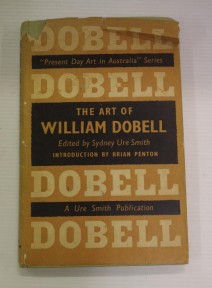 DOBELL
"Present Day Art in Australia" Series
DOBELL
THE ART OF
WILLIAM DOBELL
Edited by Sydney Ure Smith
INTRODUCTION BY BRIAN PENTON
DOBELL
A Ure Smith Publication
DOBELL